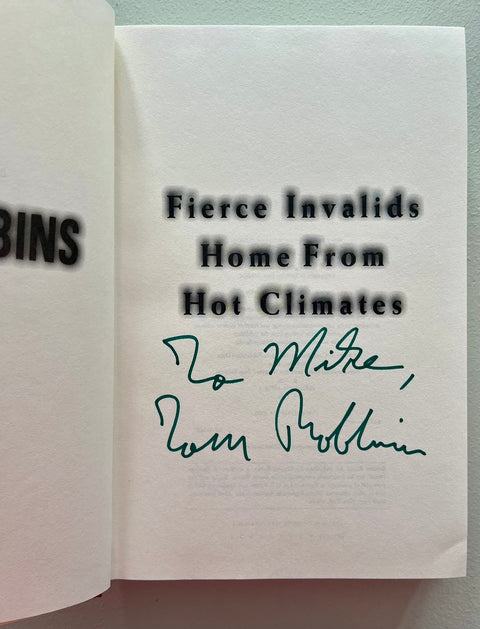 BINS
Fierce Invalids
Home From
Hot Climates
To Mike,
Tom Robbins